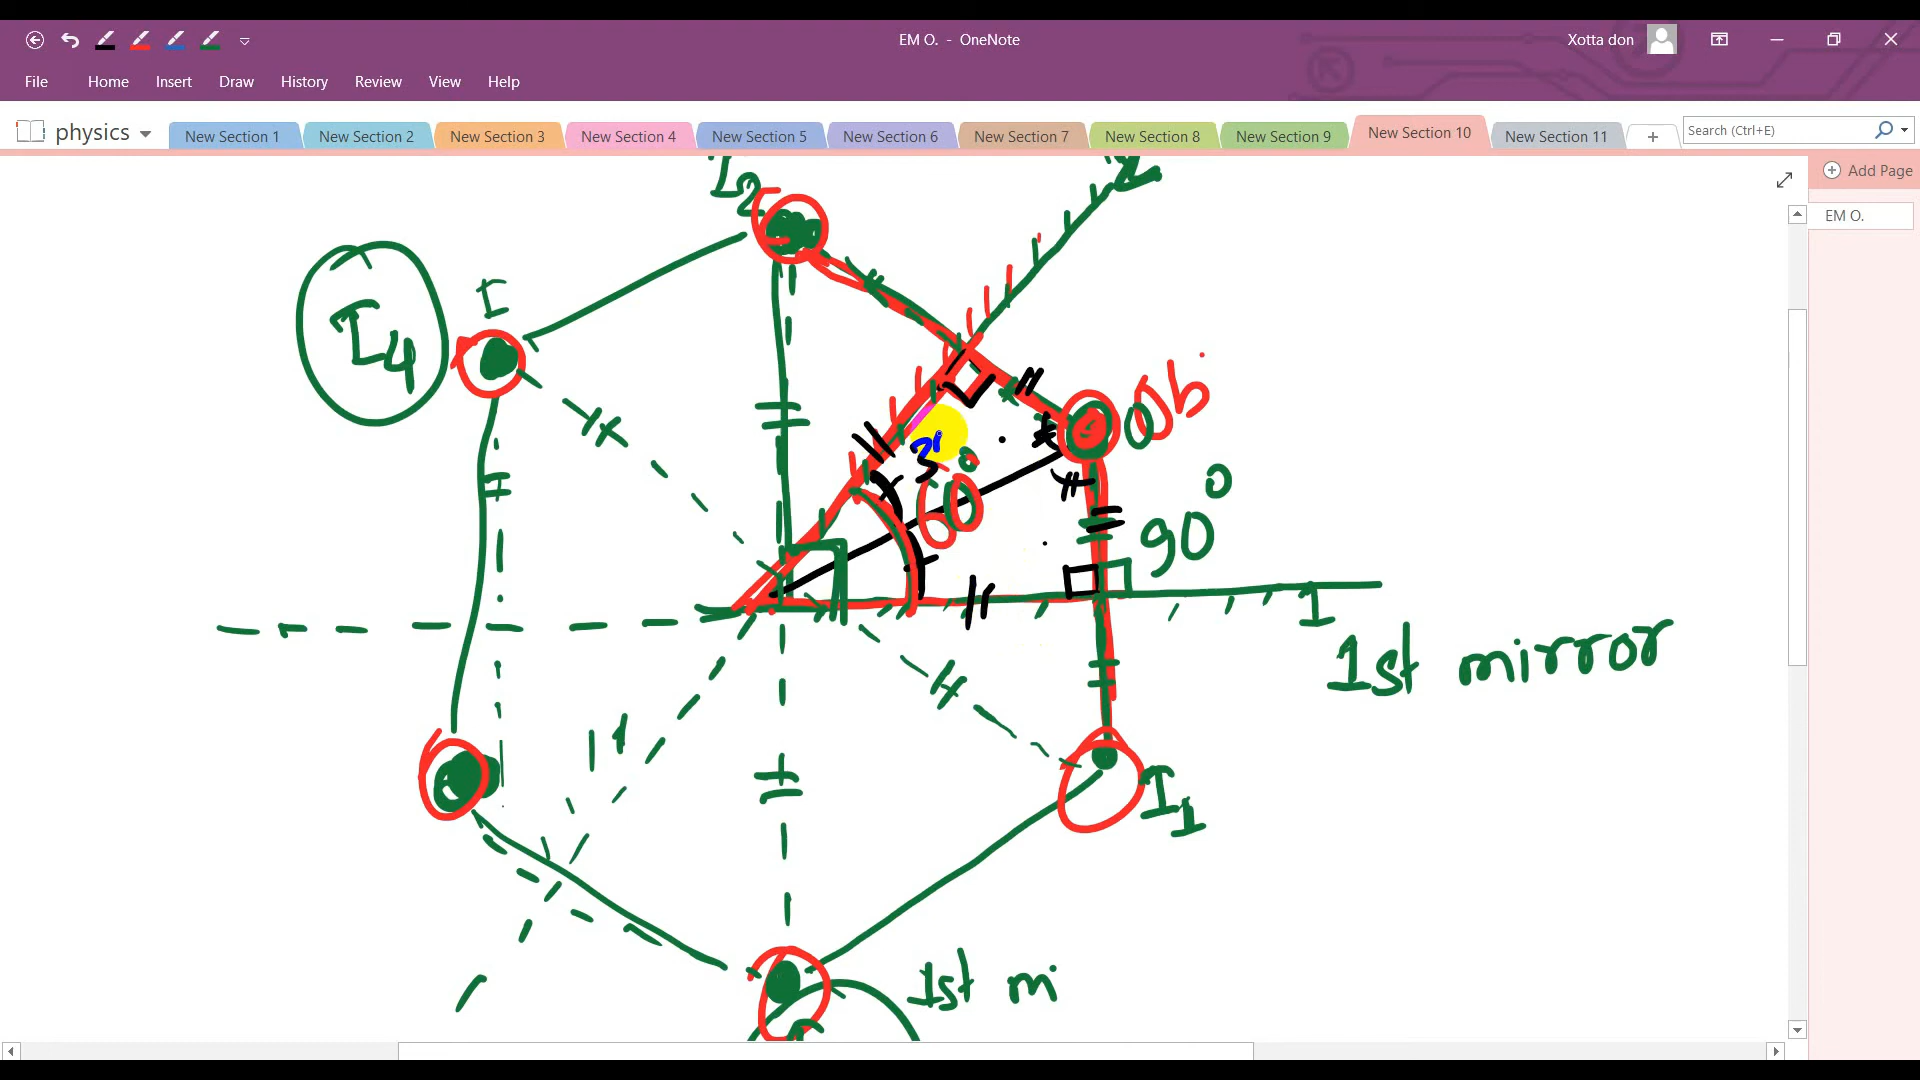 EM O. - OneNote
Xotta don
File Home Insert Draw History Review View Help
physics
New Section 1 New Section 2 New Section 3 New Section 4 New Section 5 New Section 6 New Section 7 New Section 8 New Section 9 New Section 10 New Section 11 +
Search (Ctrl+E)
Add Page
EM O.
I2
I
I4
Ob
60°
90°
1st mirror
I1
1st mi